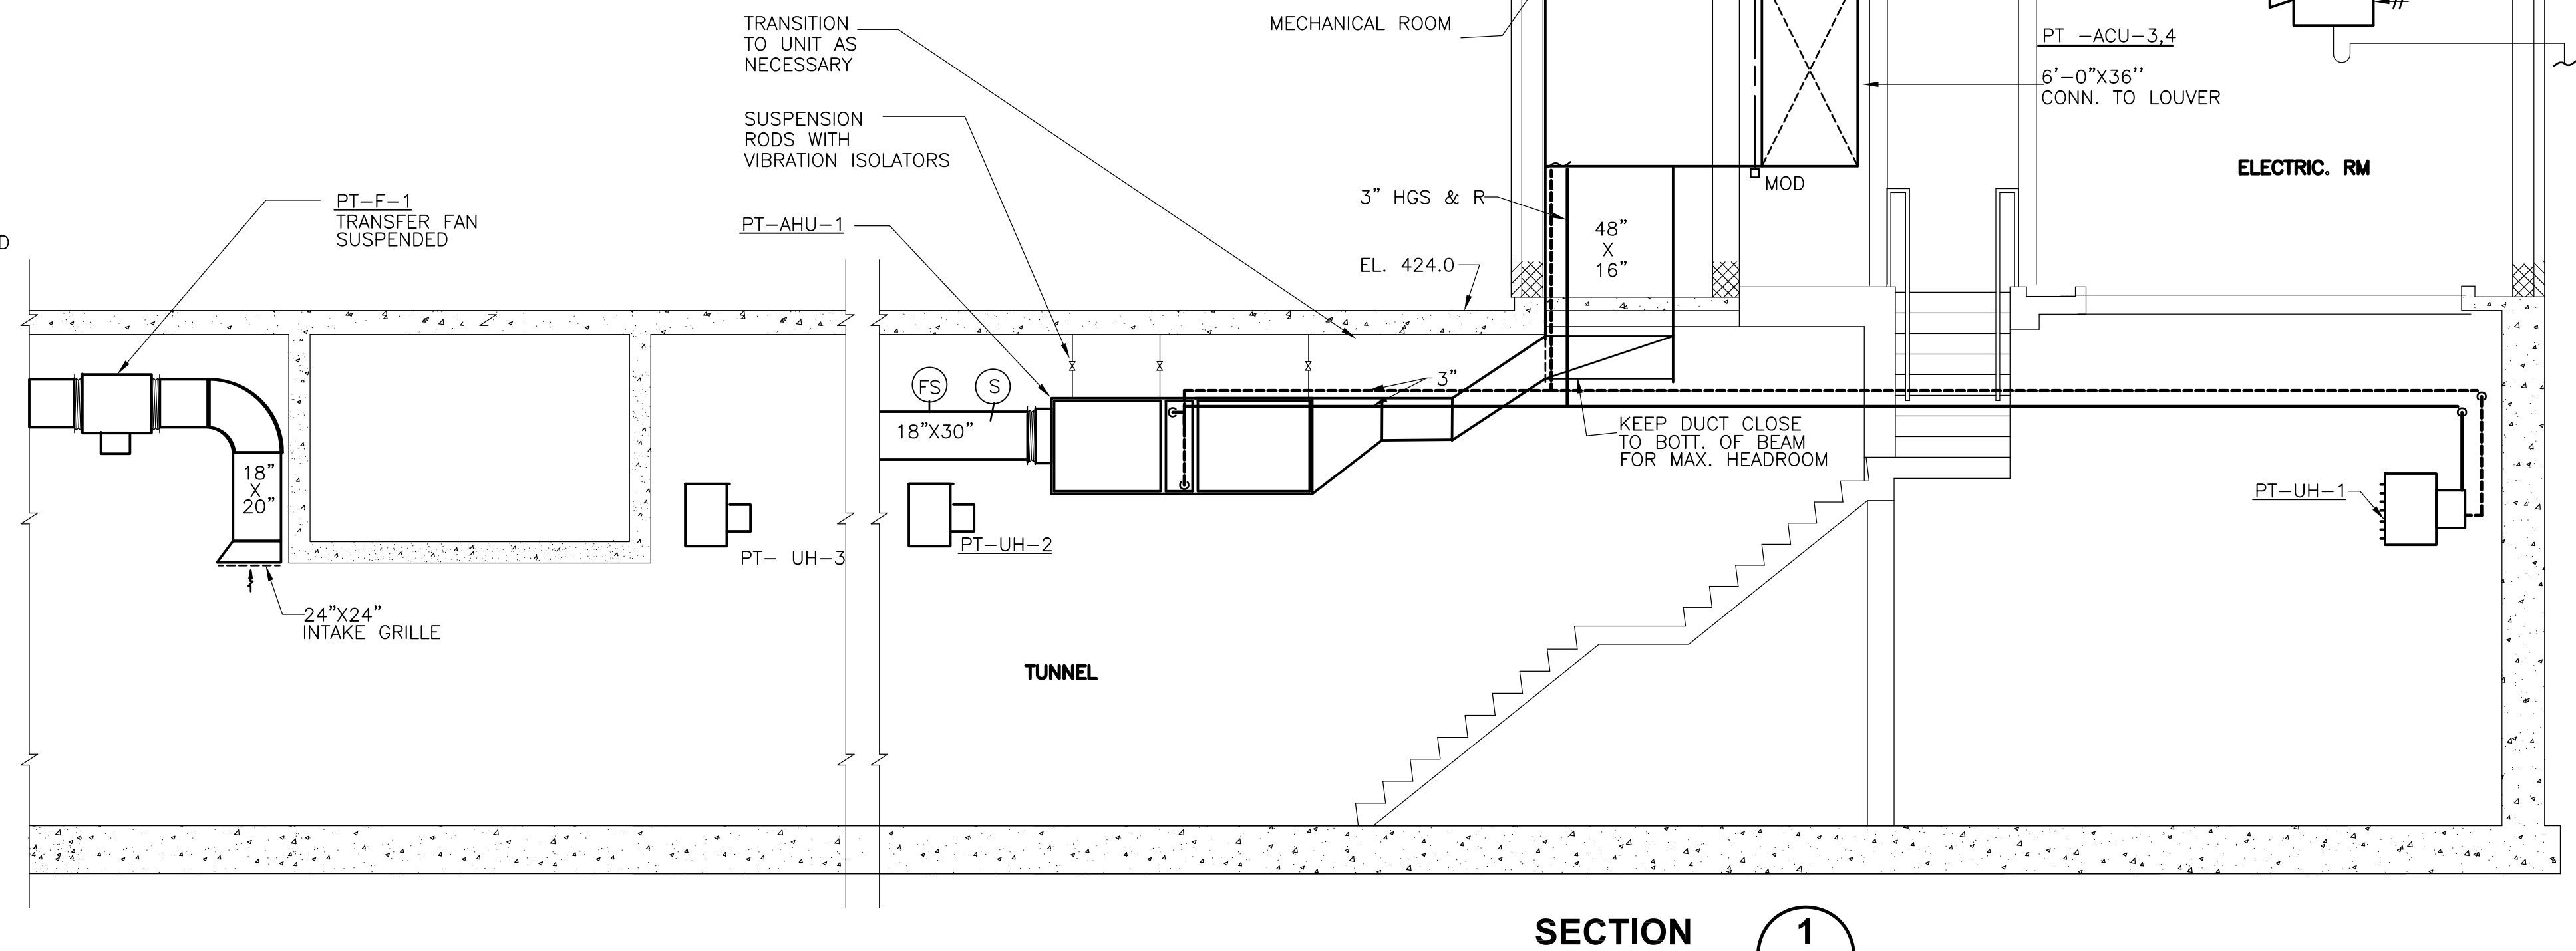 TRANSITION
TO UNIT AS
NECESSARY
MECHANICAL ROOM
PT -ACU-3,4
6'-0"X36''
CONN. TO LOUVER
SUSPENSION
RODS WITH
VIBRATION ISOLATORS
ELECTRIC. RM
MOD
3" HGS & R
PT-F-1
TRANSFER FAN
SUSPENDED
D
PT-AHU-1
48"
X
16"
EL. 424.0
FS
S
3"
18"X30"
KEEP DUCT CLOSE
TO BOTT. OF BEAM
FOR MAX. HEADROOM
18"
X
20"
PT-UH-1
PT- UH-3
PT-UH-2
24"X24"
INTAKE GRILLE
TUNNEL
SECTION
1